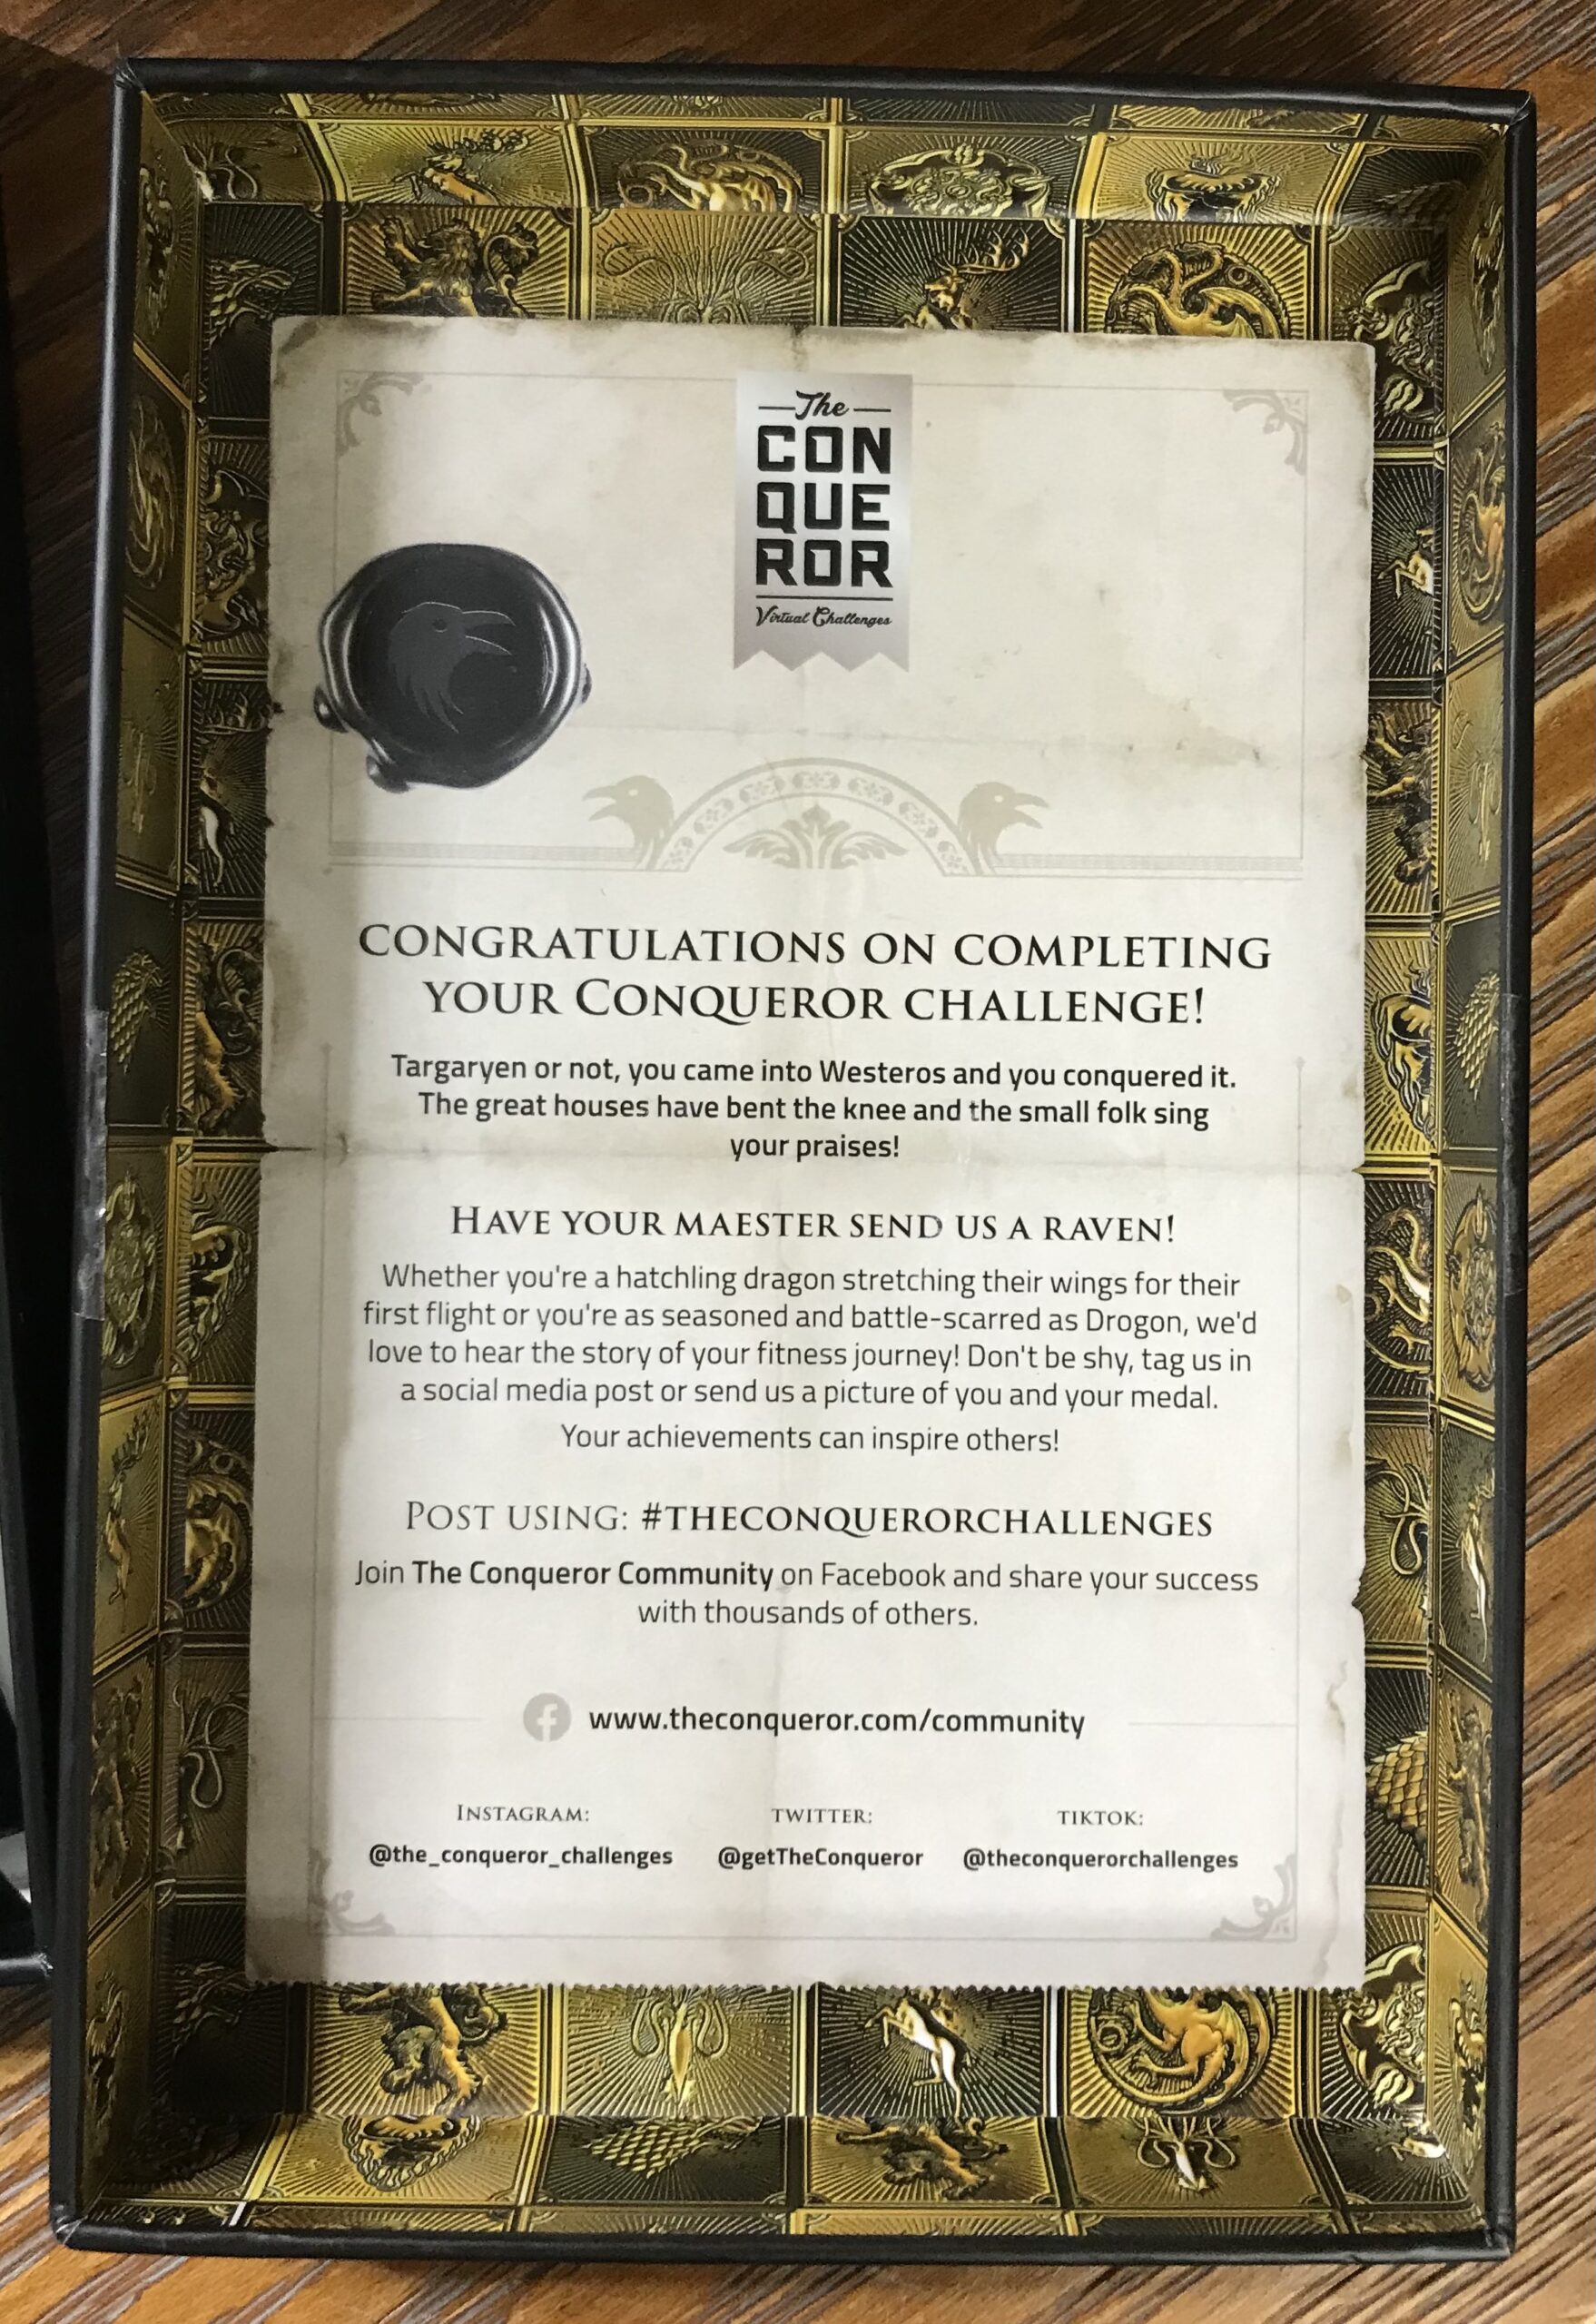 The
CON
QUE
ROR
Virtual Challenges
CONGRATULATIONS ON COMPLETING
YOUR CONQUEROR CHALLENGE!
Targaryen or not, you came into Westeros and you conquered it.
The great houses have bent the knee and the small folk sing
your praises!
HAVE YOUR MAESTER SEND US A RAVEN!
Whether you're a hatchling dragon stretching their wings for their
first flight or you're as seasoned and battle-scarred as Drogon, we'd
love to hear the story of your fitness journey! Don't be shy, tag us in
a social media post or send us a picture of you and your medal.
Your achievements can inspire others!
POST USING: #THECONQUERORCHALLENGES
Join The Conqueror Community on Facebook and share your success
with thousands of others.
www.theconqueror.com/community
INSTAGRAM: TWITTER: TIKTOK:
@the_conqueror_challenges @getTheConqueror @theconquerorchallenges